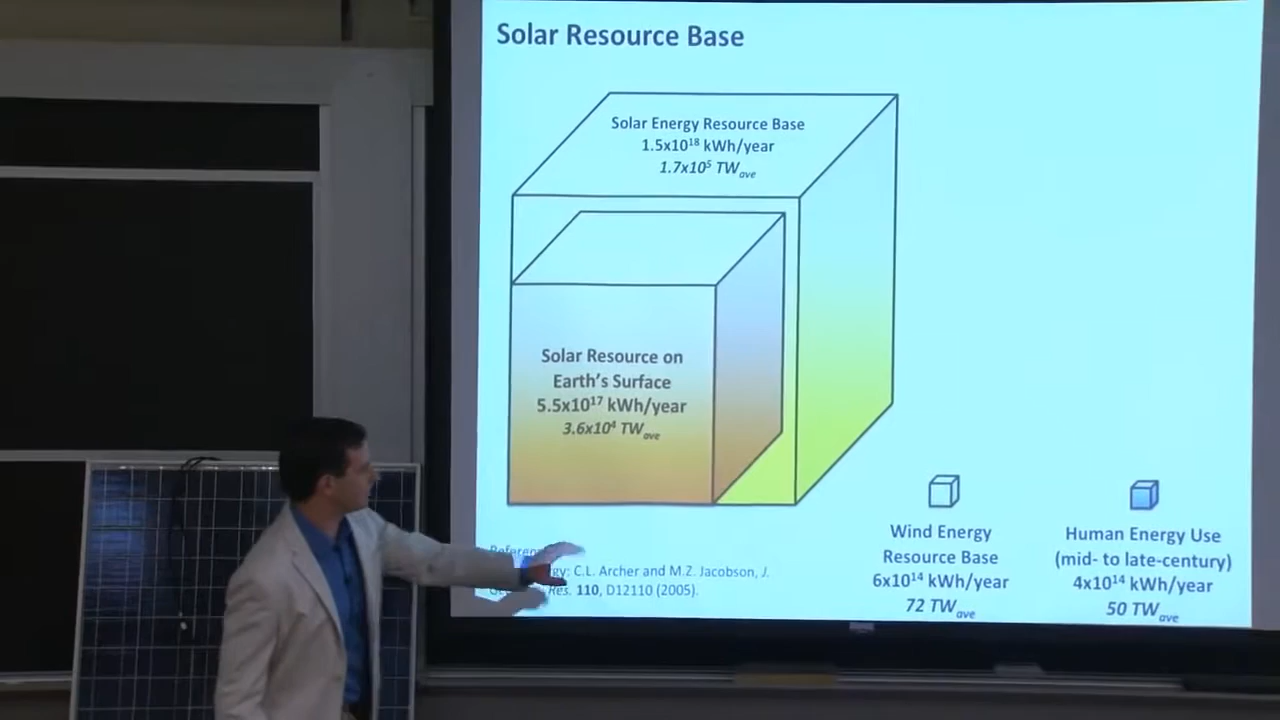 Solar Resource Base
Solar Energy Resource Base
1.5x10¹⁸ kWh/year
1.7x10⁵ TWave
Solar Resource on
Earth's Surface
5.5x10¹⁷ kWh/year
3.6x10⁴ TWave
Wind Energy
Resource Base
6x10¹⁴ kWh/year
72 TWave
Human Energy Use
(mid- to late-century)
4x10¹⁴ kWh/year
50 TWave
C.L. Archer and M.Z. Jacobson, J.
Res. 110, D12110 (2005).